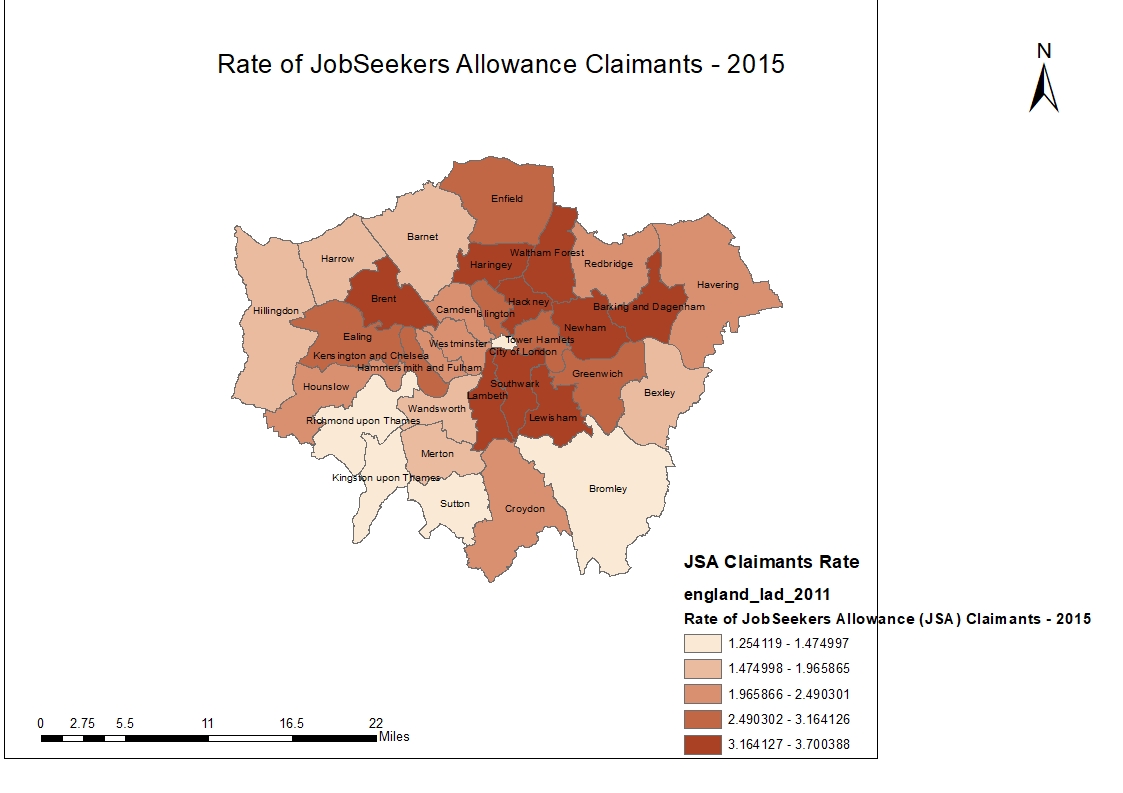 Rate of JobSeekers Allowance Claimants - 2015
N
Enfield
Barnet
Waltham Forest
Harrow
Haringey
Redbridge
Havering
Brent
Hackney
Barking and Dagenham
Hillingdon
Camden
Islington
Newham
Ealing
Westminster
Tower Hamlets
City of London
Kensington and Chelsea
Hammersmith and Fulham
Greenwich
Hounslow
Southwark
Lambeth
Bexley
Wandsworth
Richmond upon Thames
Lewisham
Merton
Kingston upon Thames
Bromley
Sutton
Croydon
JSA Claimants Rate
england_lad_2011
Rate of JobSeekers Allowance (JSA) Claimants - 2015
1.254119 - 1.474997
1.474998 - 1.965865
1.965866 - 2.490301
2.490302 - 3.164126
3.164127 - 3.700388
0 2.75 5.5 11 16.5 22
Miles